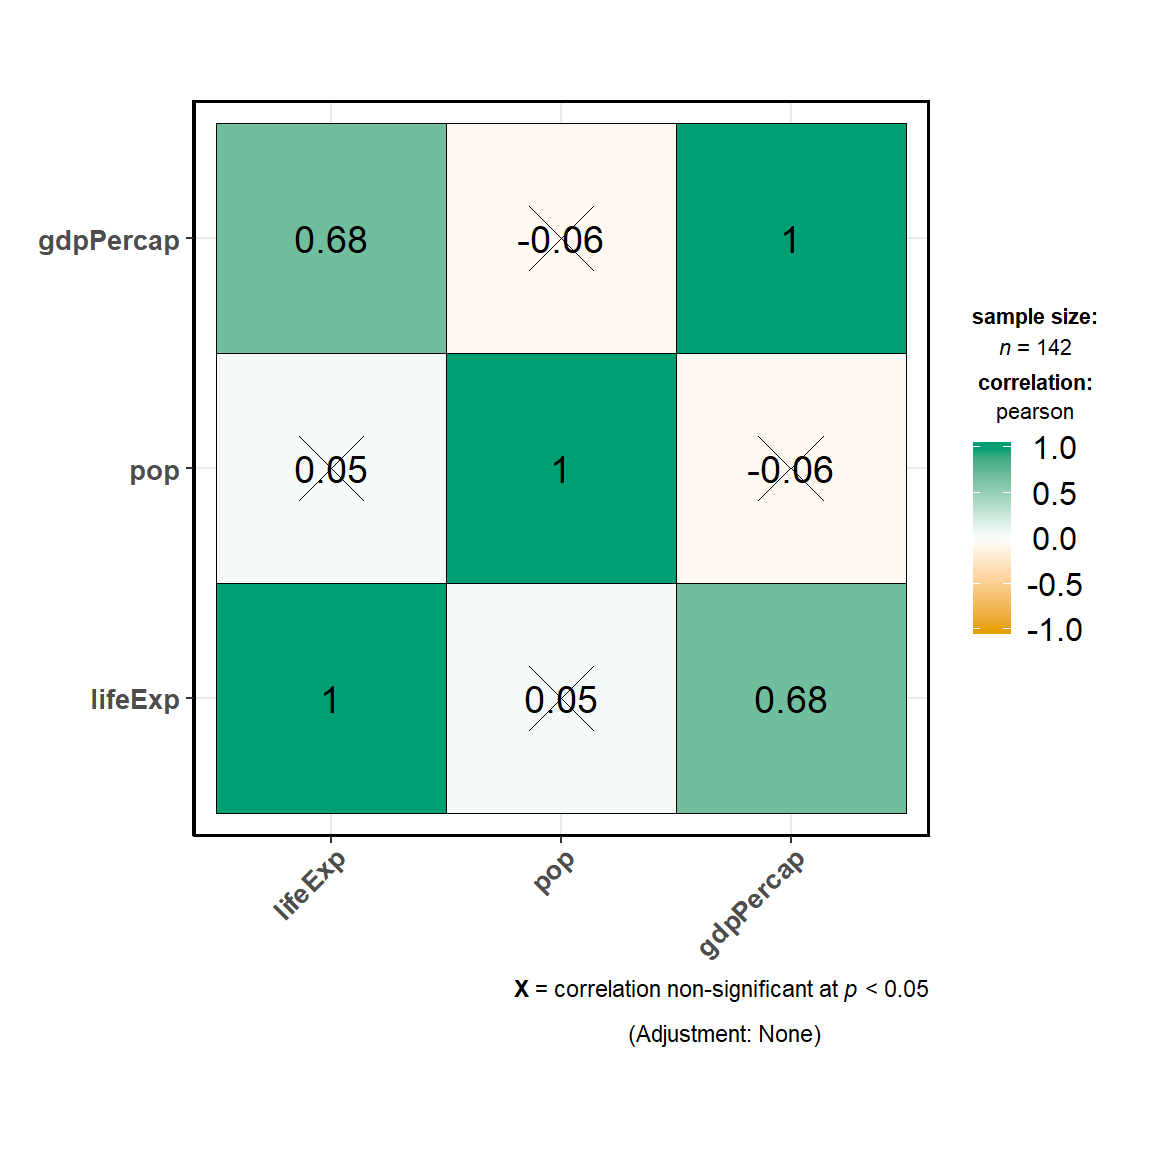 gdpPercap
0.68
-0.06
1
pop
0.05
1
-0.06
lifeExp
1
0.05
0.68
lifeExp
pop
gdpPercap
sample size:
n = 142
correlation:
pearson
1.0
0.5
0.0
-0.5
-1.0
X = correlation non-significant at p < 0.05
(Adjustment: None)